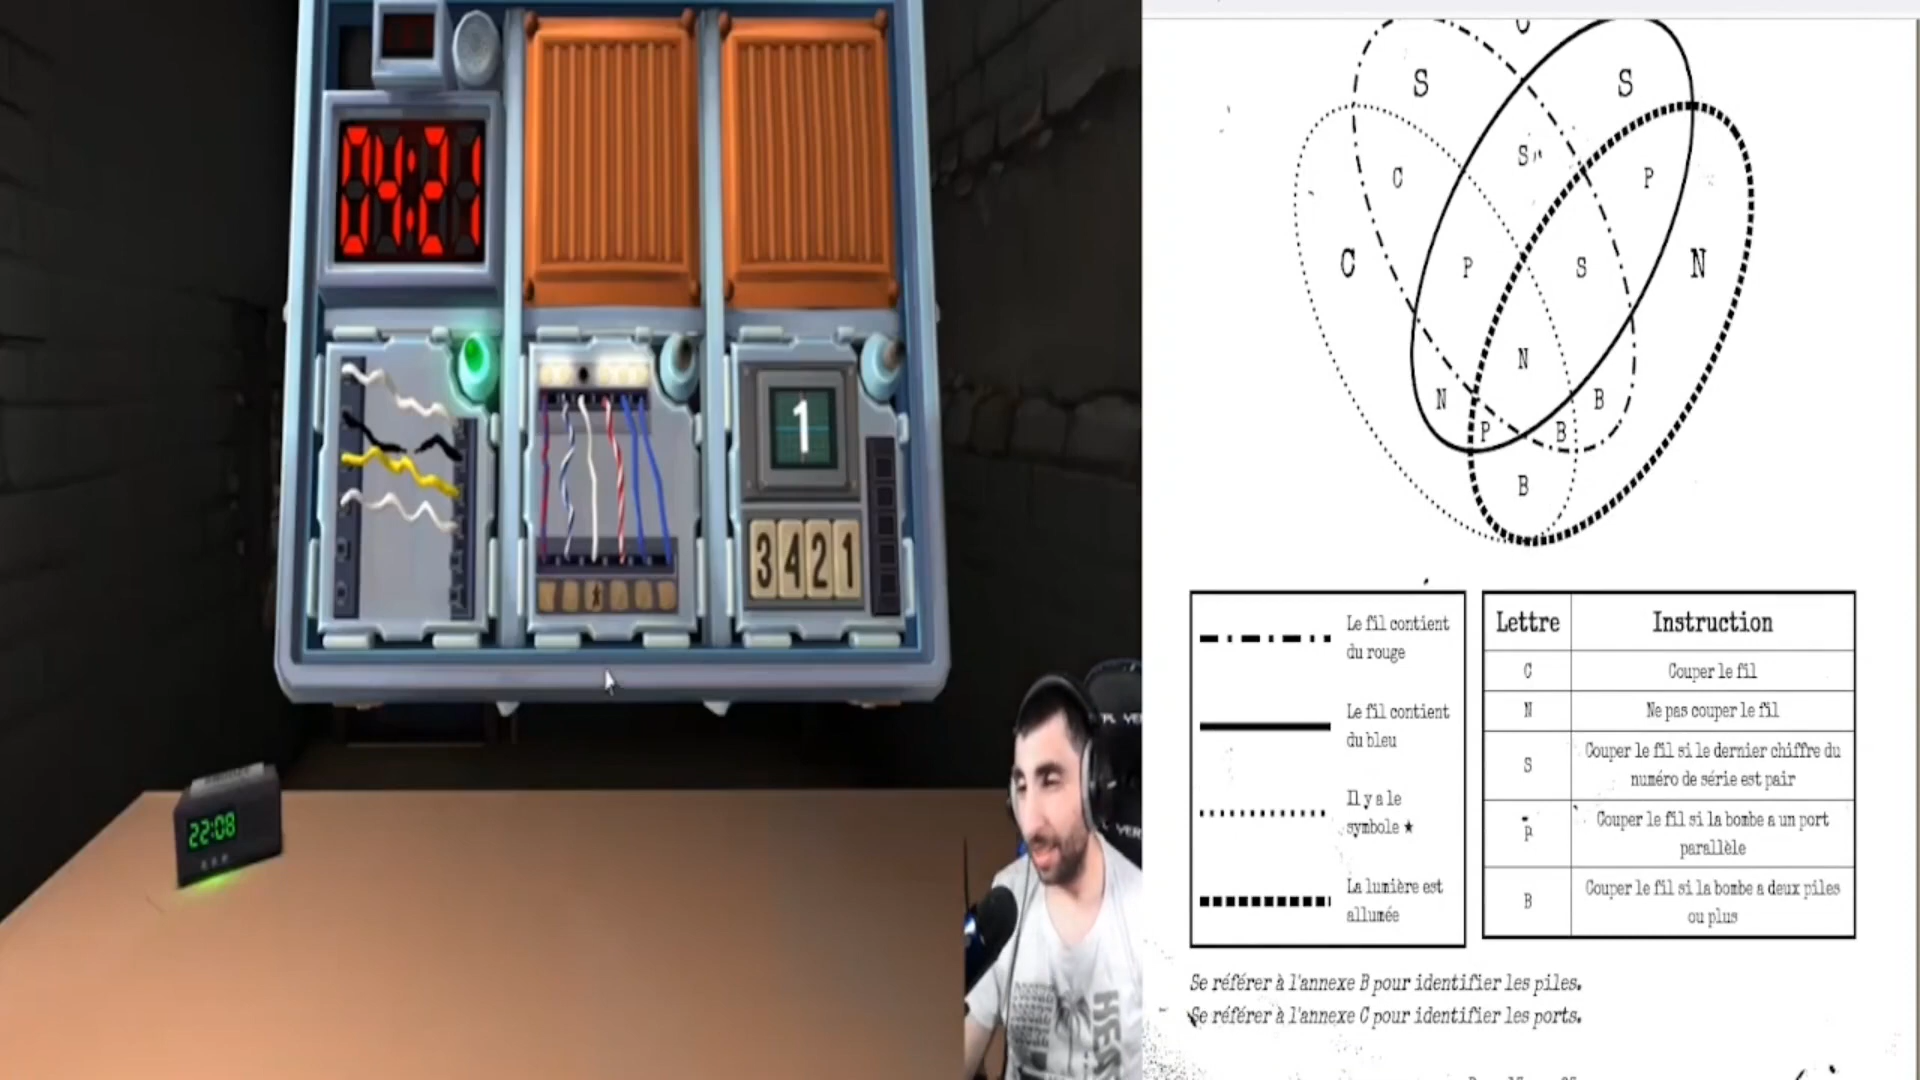 04:21
1
3 4 2 1
22:08
S
S
S
P
C
C
P
S
N
N
N
B
P
B
B
Le fil contient
du rouge
Le fil contient
du bleu
Il y a le
symbole ★
La lumière est
allumée
Lettre Instruction
C Couper le fil
N Ne pas couper le fil
S Couper le fil si le dernier chiffre du
numéro de série est pair
P Couper le fil si la bombe a un port
parallèle
B Couper le fil si la bombe a deux piles
ou plus
Se référer à l'annexe B pour identifier les piles.
Se référer à l'annexe C pour identifier les ports.